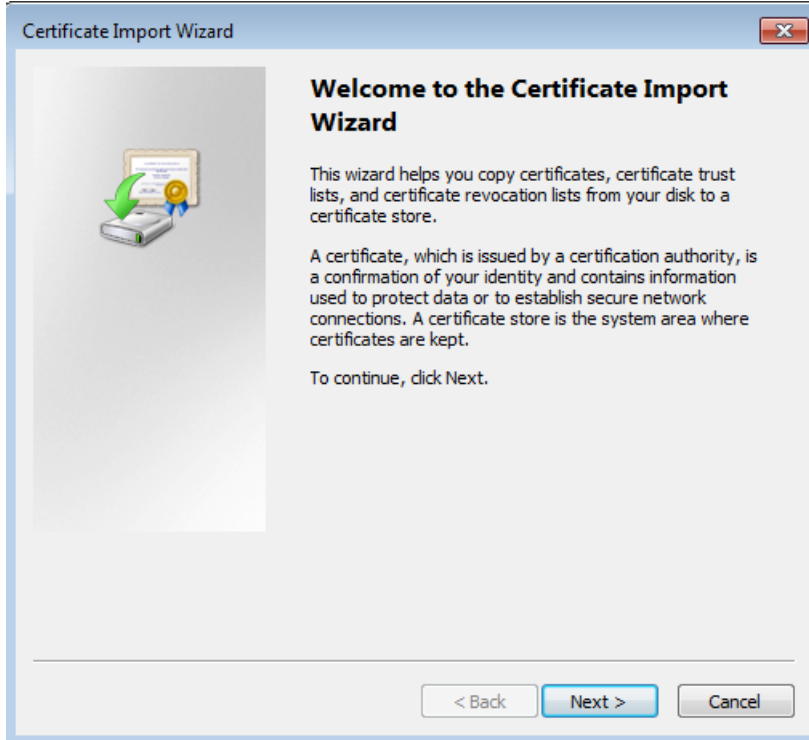 Certificate Import Wizard
Welcome to the Certificate Import
Wizard
This wizard helps you copy certificates, certificate trust
lists, and certificate revocation lists from your disk to a
certificate store.
A certificate, which is issued by a certification authority, is
a confirmation of your identity and contains information
used to protect data or to establish secure network
connections. A certificate store is the system area where
certificates are kept.
To continue, click Next.
< Back
Next >
Cancel